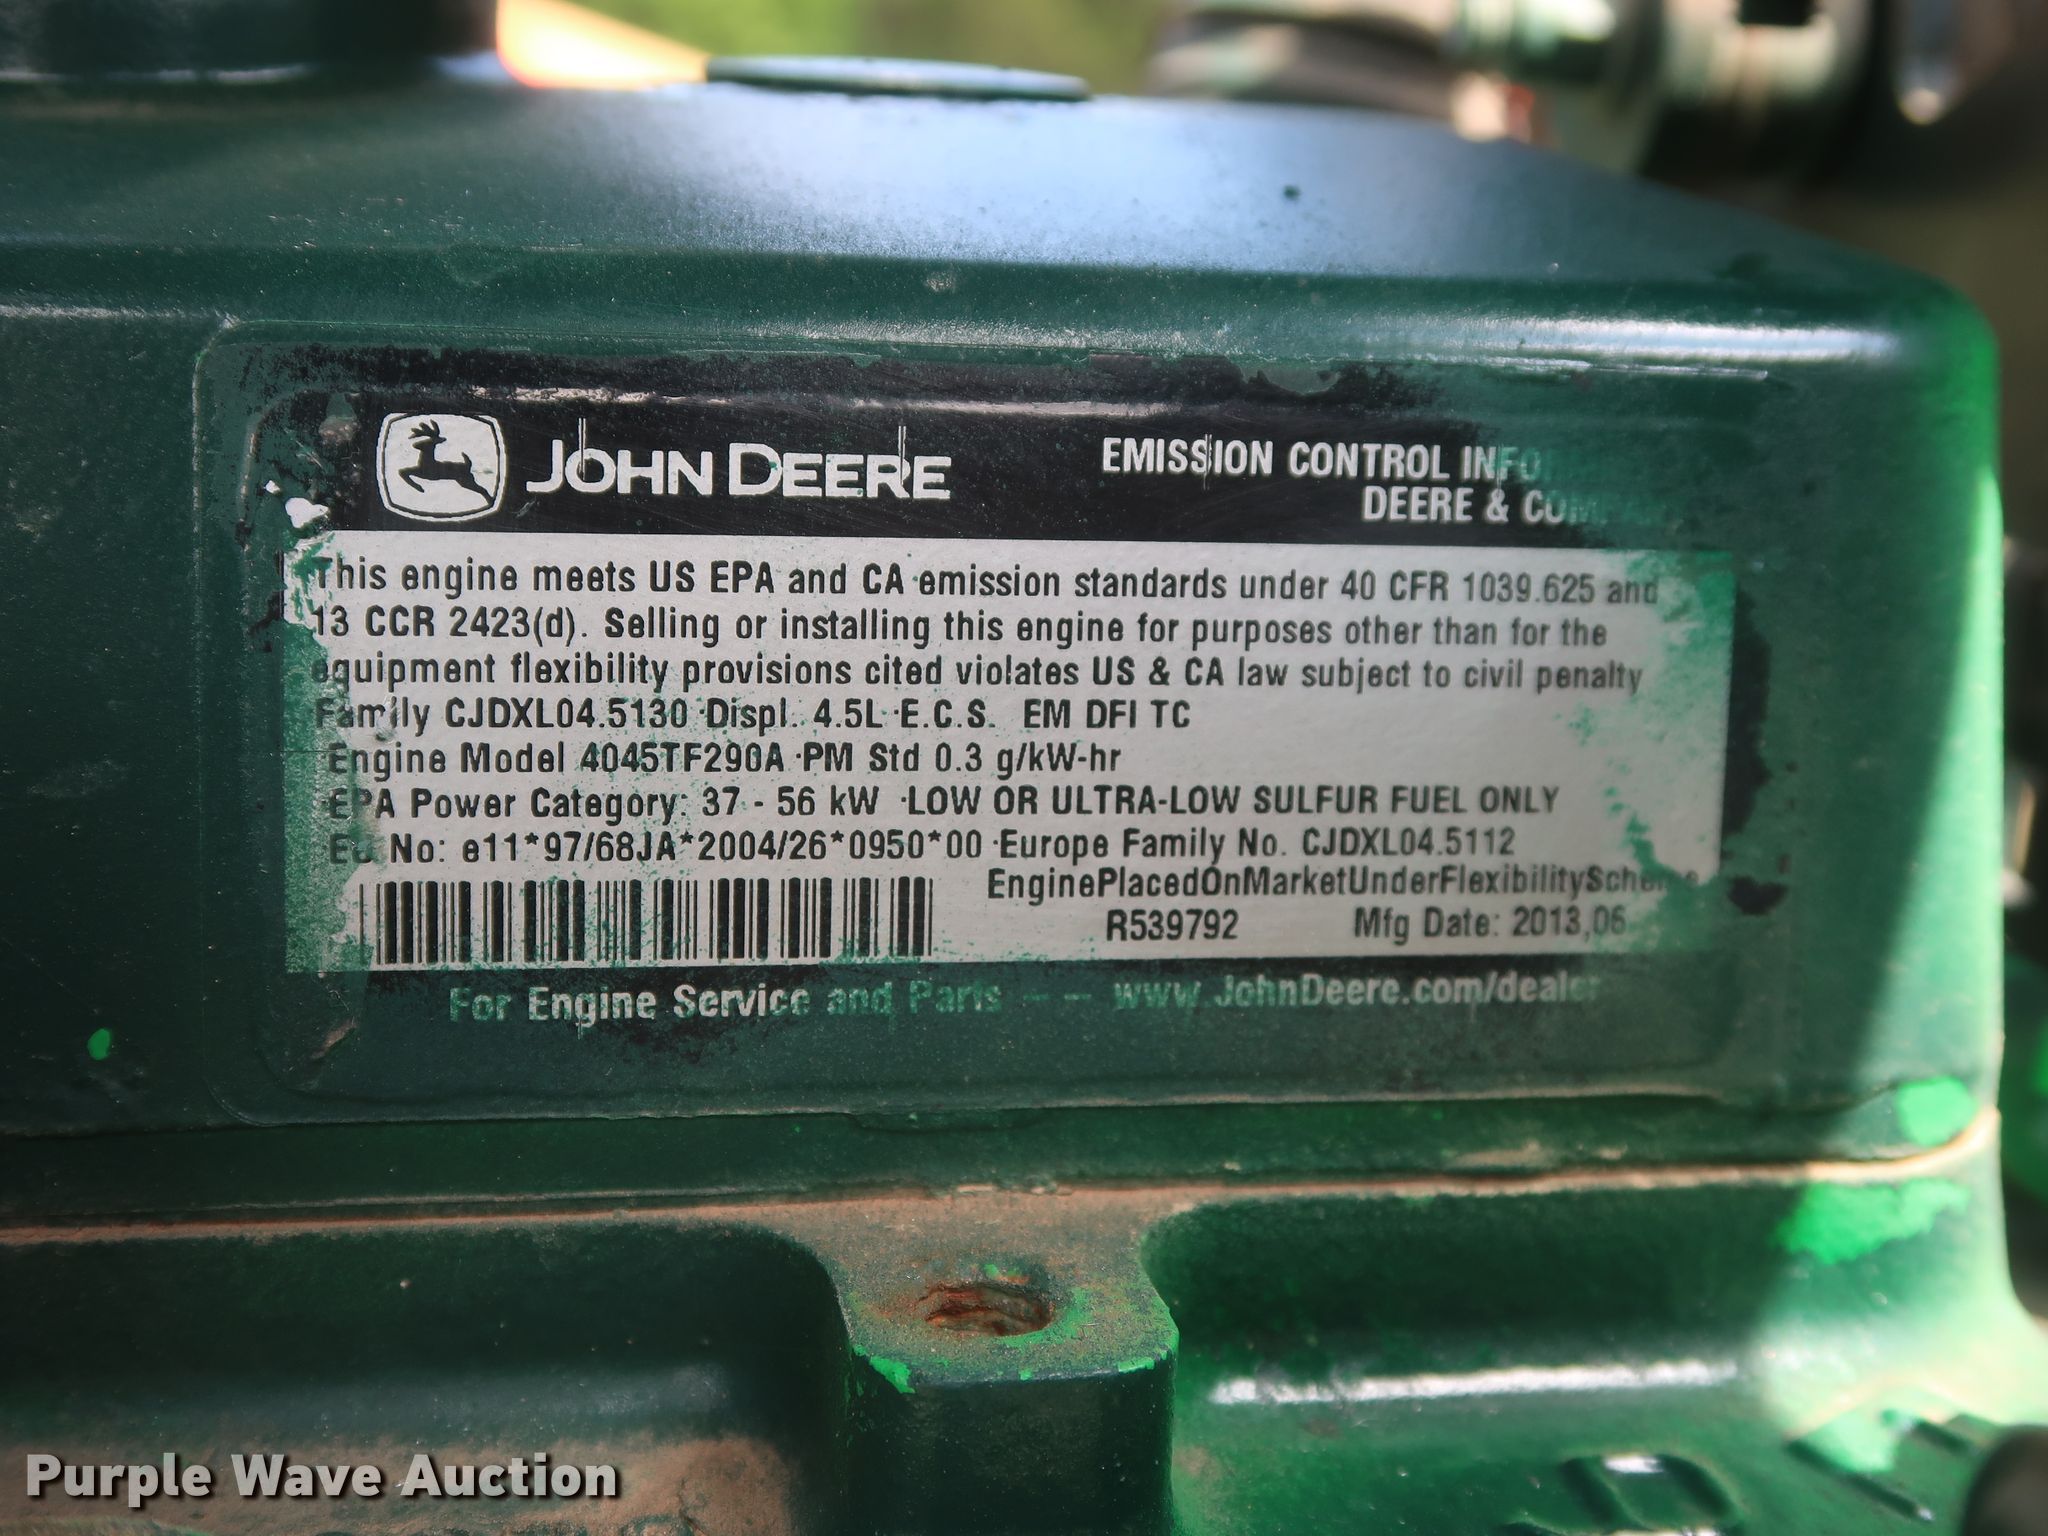 JOHN DEERE
EMISSION CONTROL INFO
DEERE & COMPANY
This engine meets US EPA and CA emission standards under 40 CFR 1039.625 and
13 CCR 2423(d). Selling or installing this engine for purposes other than for the
equipment flexibility provisions cited violates US & CA law subject to civil penalty
Family CJDXL04.5130 ·Displ. 4.5L ·E.C.S. EM DFI TC
·Engine Model 4045TF290A ·PM Std 0.3 g/kW-hr
·EPA Power Category: 37 - 56 kW ·LOW OR ULTRA-LOW SULFUR FUEL ONLY
EU No: e11*97/68JA*2004/26*0950*00 ·Europe Family No. CJDXL04.5112
EnginePlacedOnMarketUnderFlexibilityScheme
R539792 Mfg Date: 2013,06
For Engine Service and Parts -- www.JohnDeere.com/dealer
Purple Wave Auction